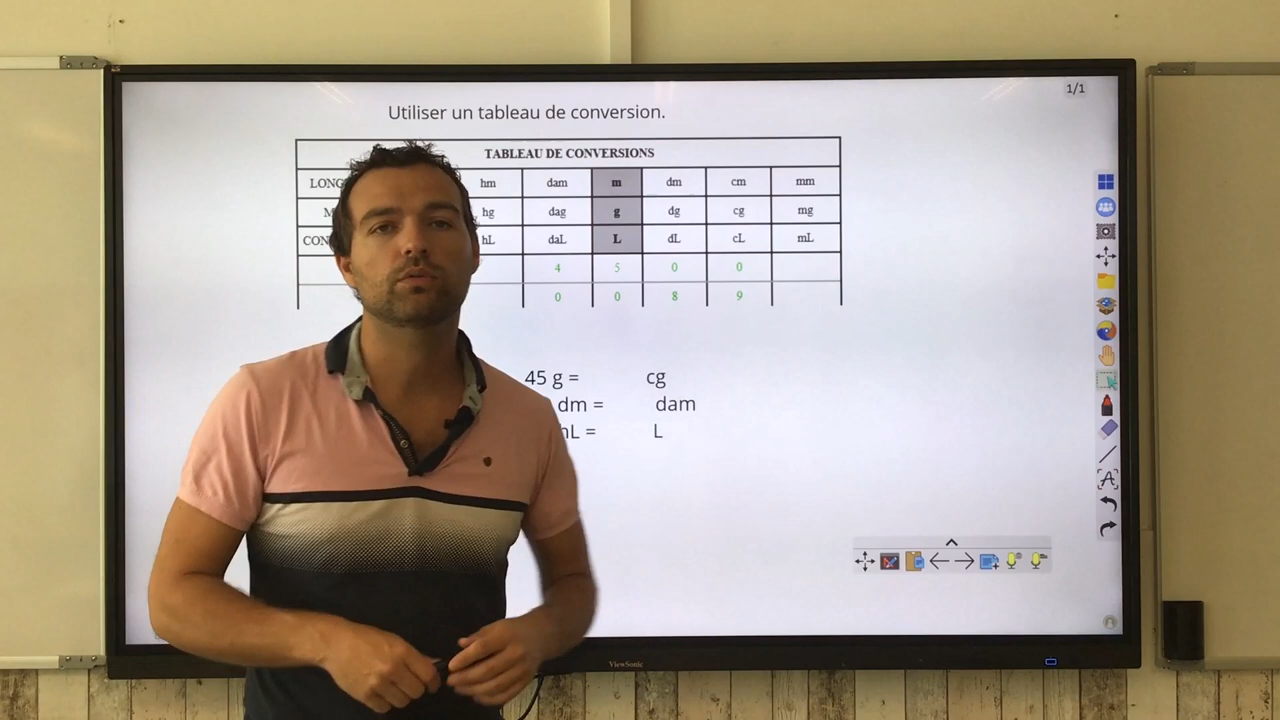 1/1
Utiliser un tableau de conversion.
TABLEAU DE CONVERSIONS
hm dam m dm cm mm
hg dag g dg cg mg
hL daL L dL cL mL
4 5 0 0
0 0 8 9
45 g = cg
dm = dam
L = L
ViewSonic